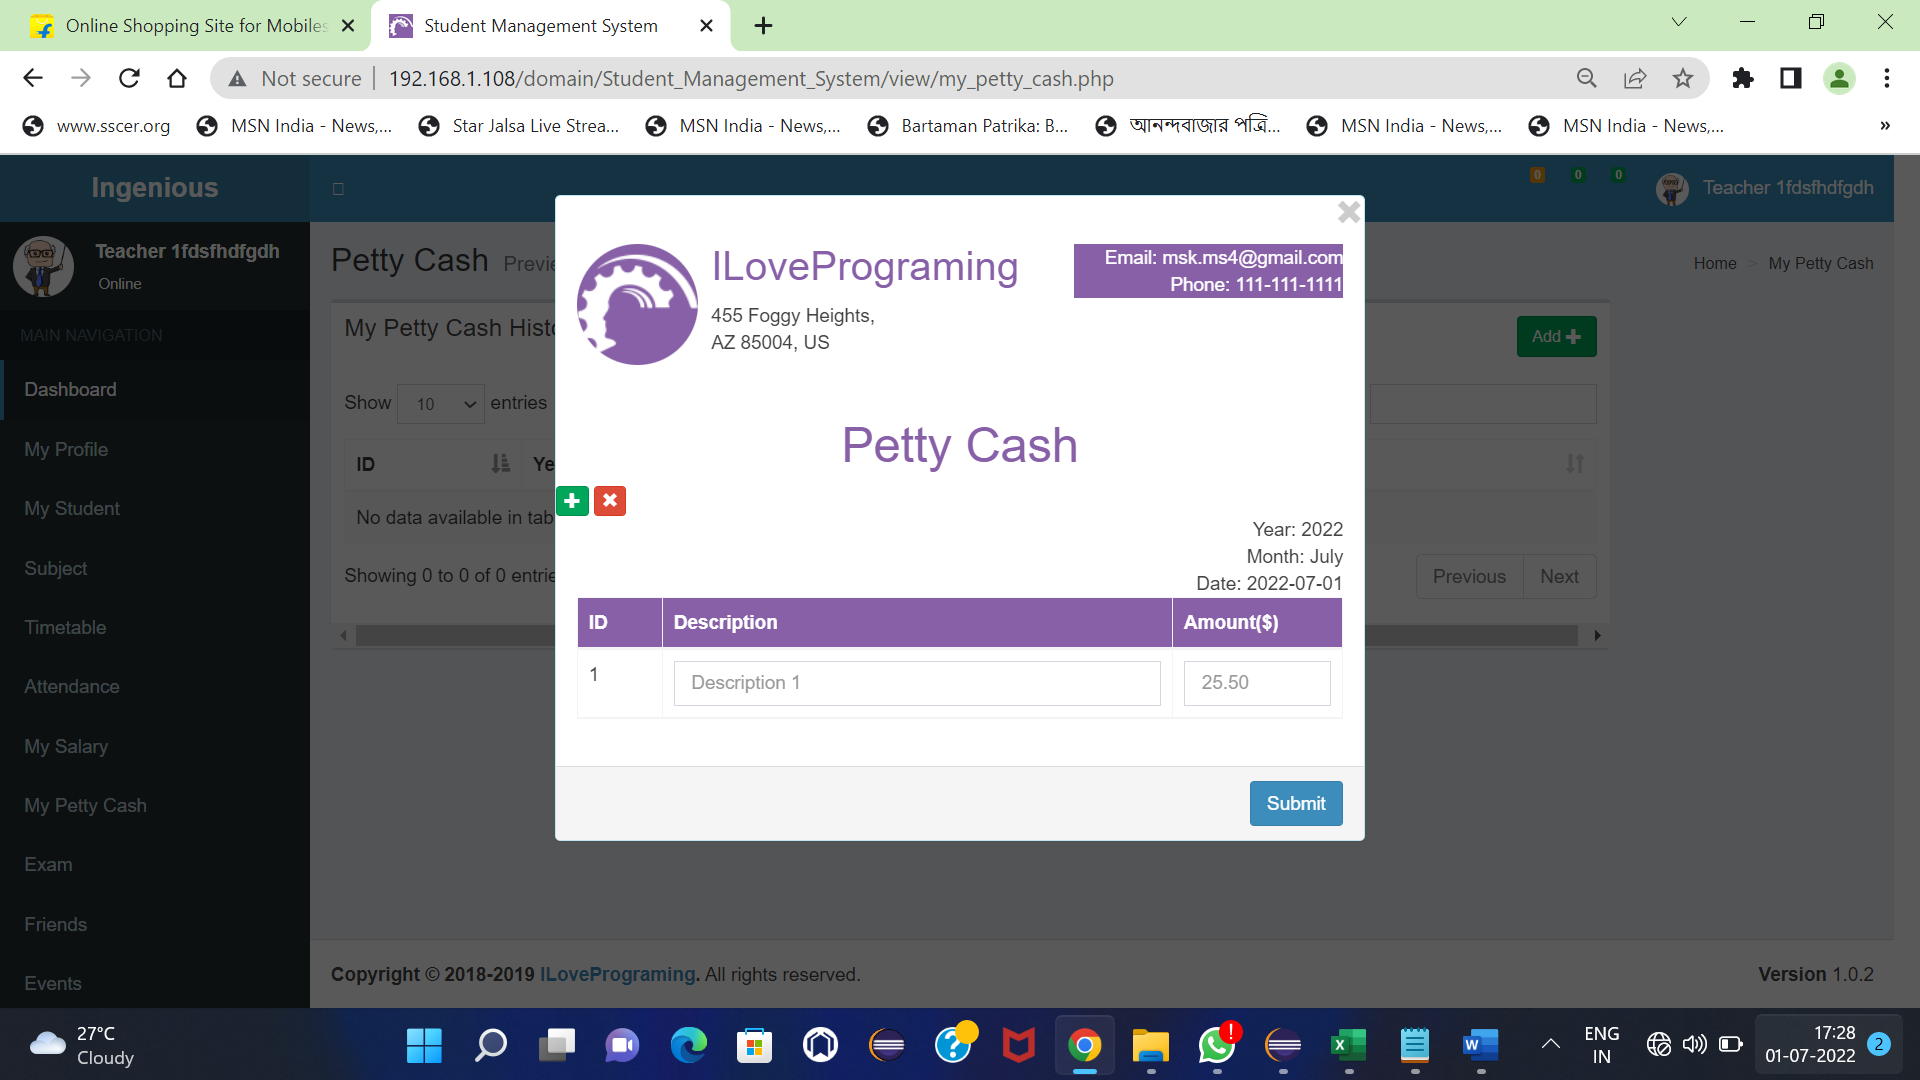 Online Shopping Site for Mobiles
Student Management System
Not secure
192.168.1.108/domain/Student_Management_System/view/my_petty_cash.php
www.sscer.org
MSN India - News,...
Star Jalsa Live Strea...
MSN India - News,...
Bartaman Patrika: B...
আনন্দবাজার পত্রি...
MSN India - News,...
MSN India - News,...
»
Ingenious
0
0
0
Teacher 1fdsfhdfgdh
Teacher 1fdsfhdfgdh
Online
MAIN NAVIGATION
Dashboard
My Profile
My Student
Subject
Timetable
Attendance
My Salary
My Petty Cash
Exam
Friends
Events
Petty Cash Previe
Home > My Petty Cash
My Petty Cash Histo
Add
Show 10 entries
ID
Ye
No data available in tab
Showing 0 to 0 of 0 entrie
Previous
Next
ILovePrograming
455 Foggy Heights,
AZ 85004, US
Email: msk.ms4@gmail.com
Phone: 111-111-1111
Petty Cash
Year: 2022
Month: July
Date: 2022-07-01
ID Description Amount($)
1 Description 1 25.50
Submit
Copyright © 2018-2019 ILovePrograming. All rights reserved.
Version 1.0.2
27°C
Cloudy
ENG
IN
17:28
01-07-2022
2